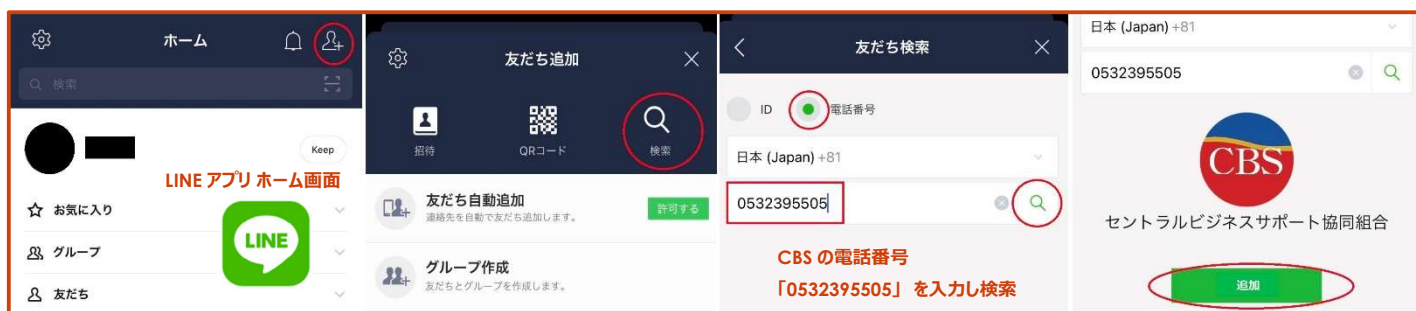 ホーム
検索
Keep
LINE アプリ ホーム画面
お気に入り
グループ
LINE
友だち
友だち追加
招待
QRコード
検索
友だち自動追加
連絡先を自動で友だち追加します。
許可する
グループ作成
友だちとグループを作成します。
友だち検索
ID
電話番号
日本 (Japan) +81
0532395505
CBS の電話番号
「0532395505」を入力し検索
日本 (Japan) +81
0532395505
CBS
セントラルビジネスサポート協同組合
追加